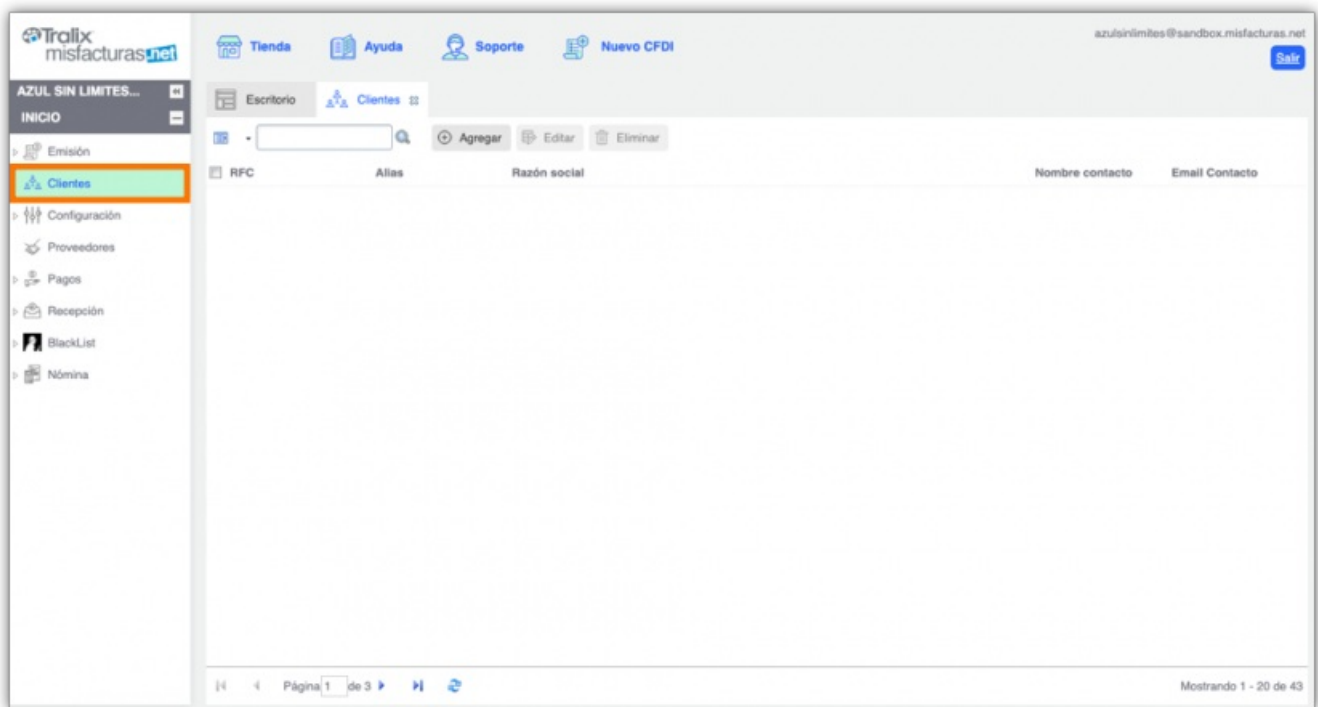 Tralix
misfacturas.net
Tienda
Ayuda
Soporte
Nuevo CFDI
azulsinlimites@sandbox.misfacturas.net
Salir
AZUL SIN LIMITES...
INICIO
Emisión
Clientes
Configuración
Proveedores
Pagos
Recepción
BlackList
Nómina
Escritorio
Clientes
Agregar
Editar
Eliminar
RFC Alias Razón social Nombre contacto Email Contacto
Página 1 de 3
Mostrando 1 - 20 de 43